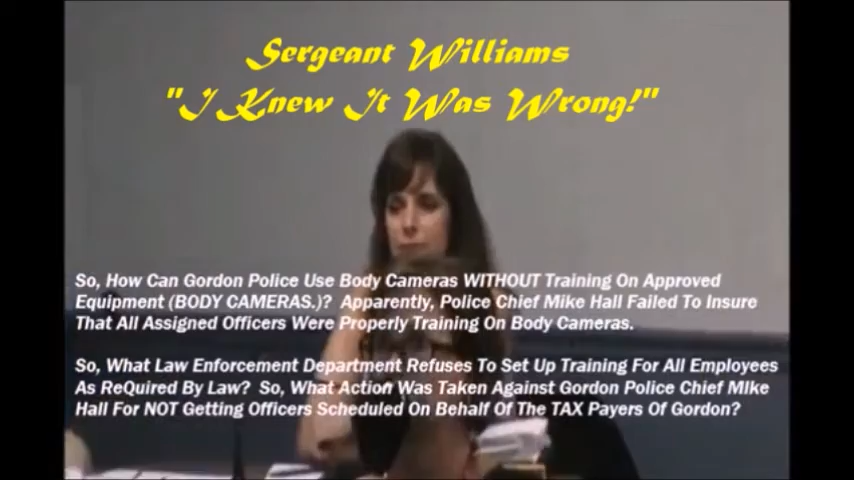 Sergeant Williams
"I Knew It Was Wrong!"
So, How Can Gordon Police Use Body Cameras WITHOUT Training On Approved
Equipment (BODY CAMERAS.)? Apparently, Police Chief Mike Hall Failed To Insure
That All Assigned Officers Were Properly Training On Body Cameras.
So, What Law Enforcement Department Refuses To Set Up Training For All Employees
As ReQuired By Law? So, What Action Was Taken Against Gordon Police Chief MIke
Hall For NOT Getting Officers Scheduled On Behalf Of The TAX Payers Of Gordon?